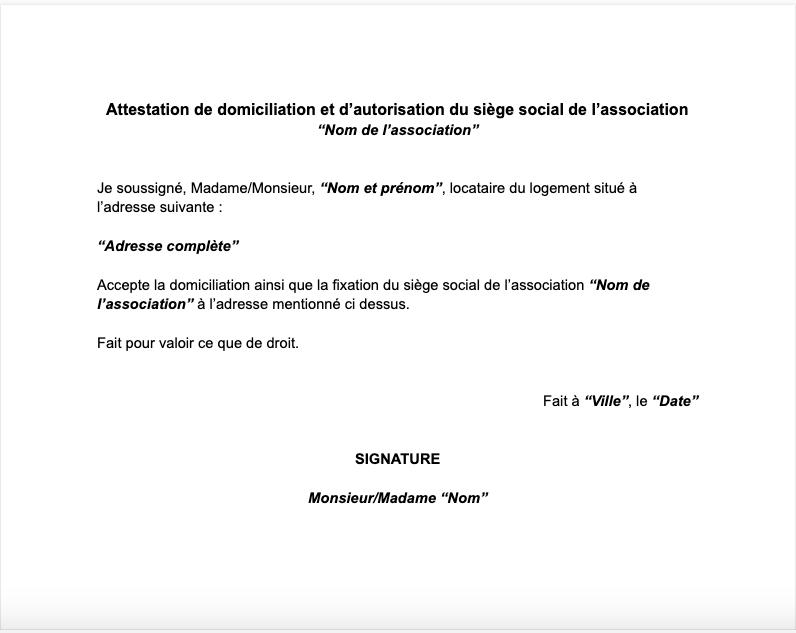 Attestation de domiciliation et d’autorisation du siège social de l’association
“Nom de l’association”
Je soussigné, Madame/Monsieur, “Nom et prénom”, locataire du logement situé à
l’adresse suivante :
“Adresse complète”
Accepte la domiciliation ainsi que la fixation du siège social de l’association “Nom de
l’association” à l’adresse mentionné ci dessus.
Fait pour valoir ce que de droit.
Fait à “Ville”, le “Date”
SIGNATURE
Monsieur/Madame “Nom”